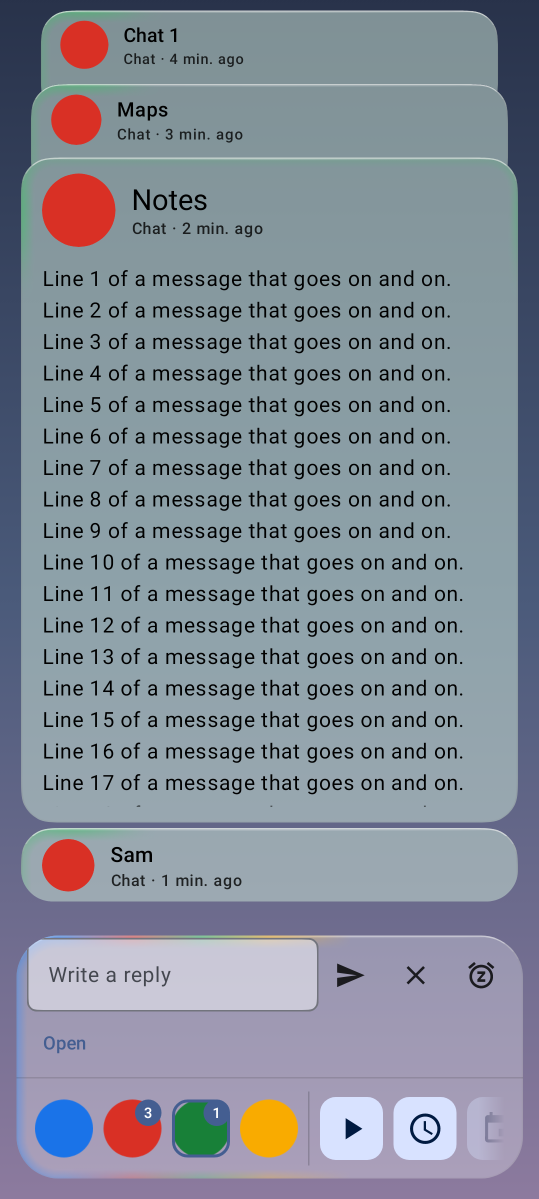 Chat 1
Chat · 4 min. ago
Maps
Chat · 3 min. ago
Notes
Chat · 2 min. ago
Line 1 of a message that goes on and on.
Line 2 of a message that goes on and on.
Line 3 of a message that goes on and on.
Line 4 of a message that goes on and on.
Line 5 of a message that goes on and on.
Line 6 of a message that goes on and on.
Line 7 of a message that goes on and on.
Line 8 of a message that goes on and on.
Line 9 of a message that goes on and on.
Line 10 of a message that goes on and on.
Line 11 of a message that goes on and on.
Line 12 of a message that goes on and on.
Line 13 of a message that goes on and on.
Line 14 of a message that goes on and on.
Line 15 of a message that goes on and on.
Line 16 of a message that goes on and on.
Line 17 of a message that goes on and on.
Sam
Chat · 1 min. ago
Write a reply
Open
3
1